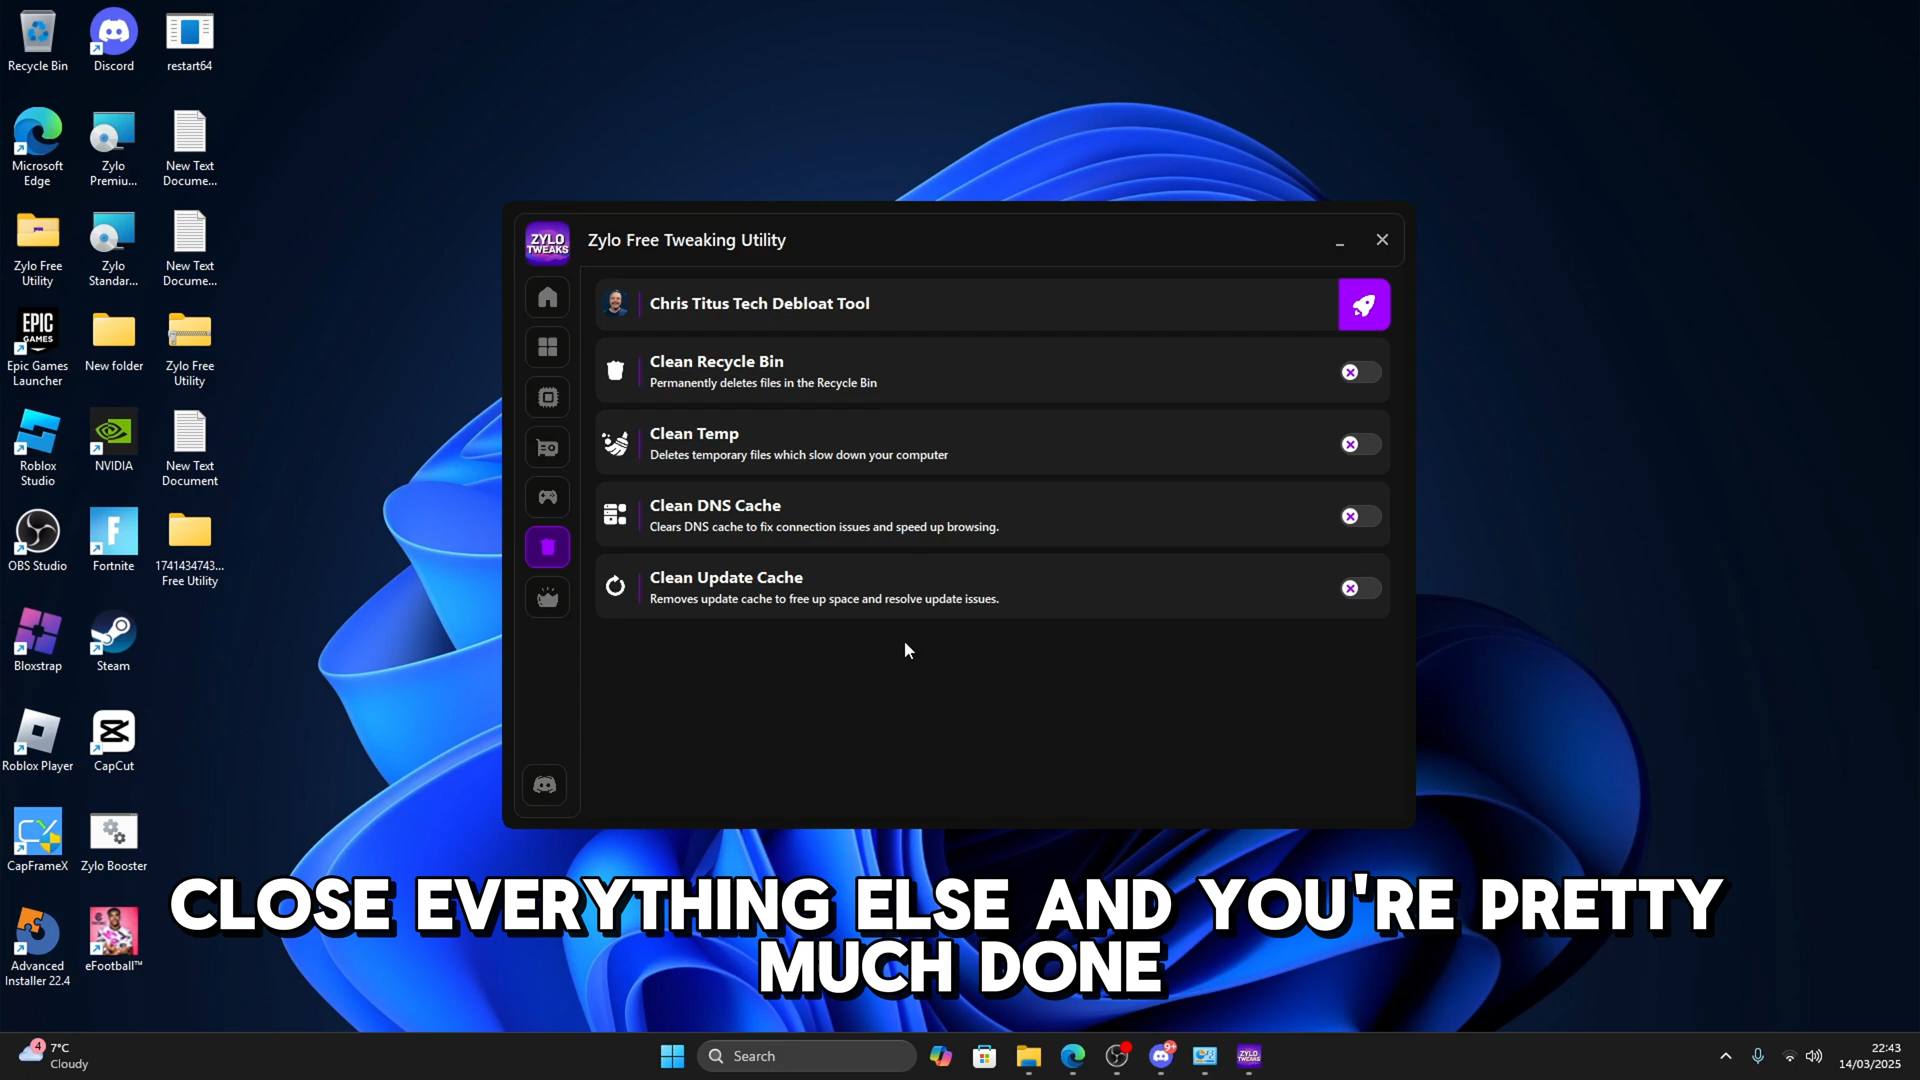 Recycle Bin
Discord
restart64
Microsoft
Edge
Zylo
Premiu...
New Text
Docume...
Zylo Free
Utility
Zylo
Standar...
New Text
Docume...
EPIC
GAMES
Epic Games
Launcher
New folder
Zylo Free
Utility
Roblox
Studio
NVIDIA
New Text
Document
OBS Studio
Fortnite
1741434743...
Free Utility
Bloxstrap
Steam
Roblox Player
CapCut
CapFrameX
Zylo Booster
Advanced
Installer 22.4
eFootball™
ZYLO
TWEAKS
Zylo Free Tweaking Utility
Chris Titus Tech Debloat Tool
Clean Recycle Bin
Permanently deletes files in the Recycle Bin
Clean Temp
Deletes temporary files which slow down your computer
Clean DNS Cache
Clears DNS cache to fix connection issues and speed up browsing.
Clean Update Cache
Removes update cache to free up space and resolve update issues.
CLOSE EVERYTHING ELSE AND YOU'RE PRETTY
MUCH DONE
4
7°C
Cloudy
Search
9+
ZYLO
TWEAKS
22:43
14/03/2025